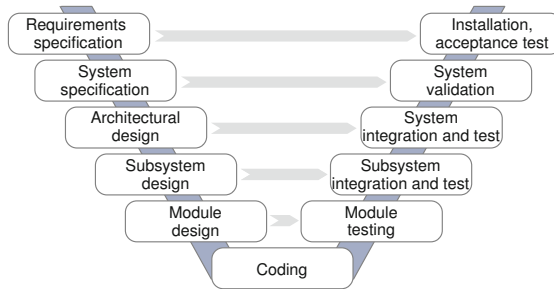 Requirements
specification
Installation,
acceptance test
System
specification
System
validation
Architectural
design
System
integration and test
Subsystem
design
Subsystem
integration and test
Module
design
Module
testing
Coding